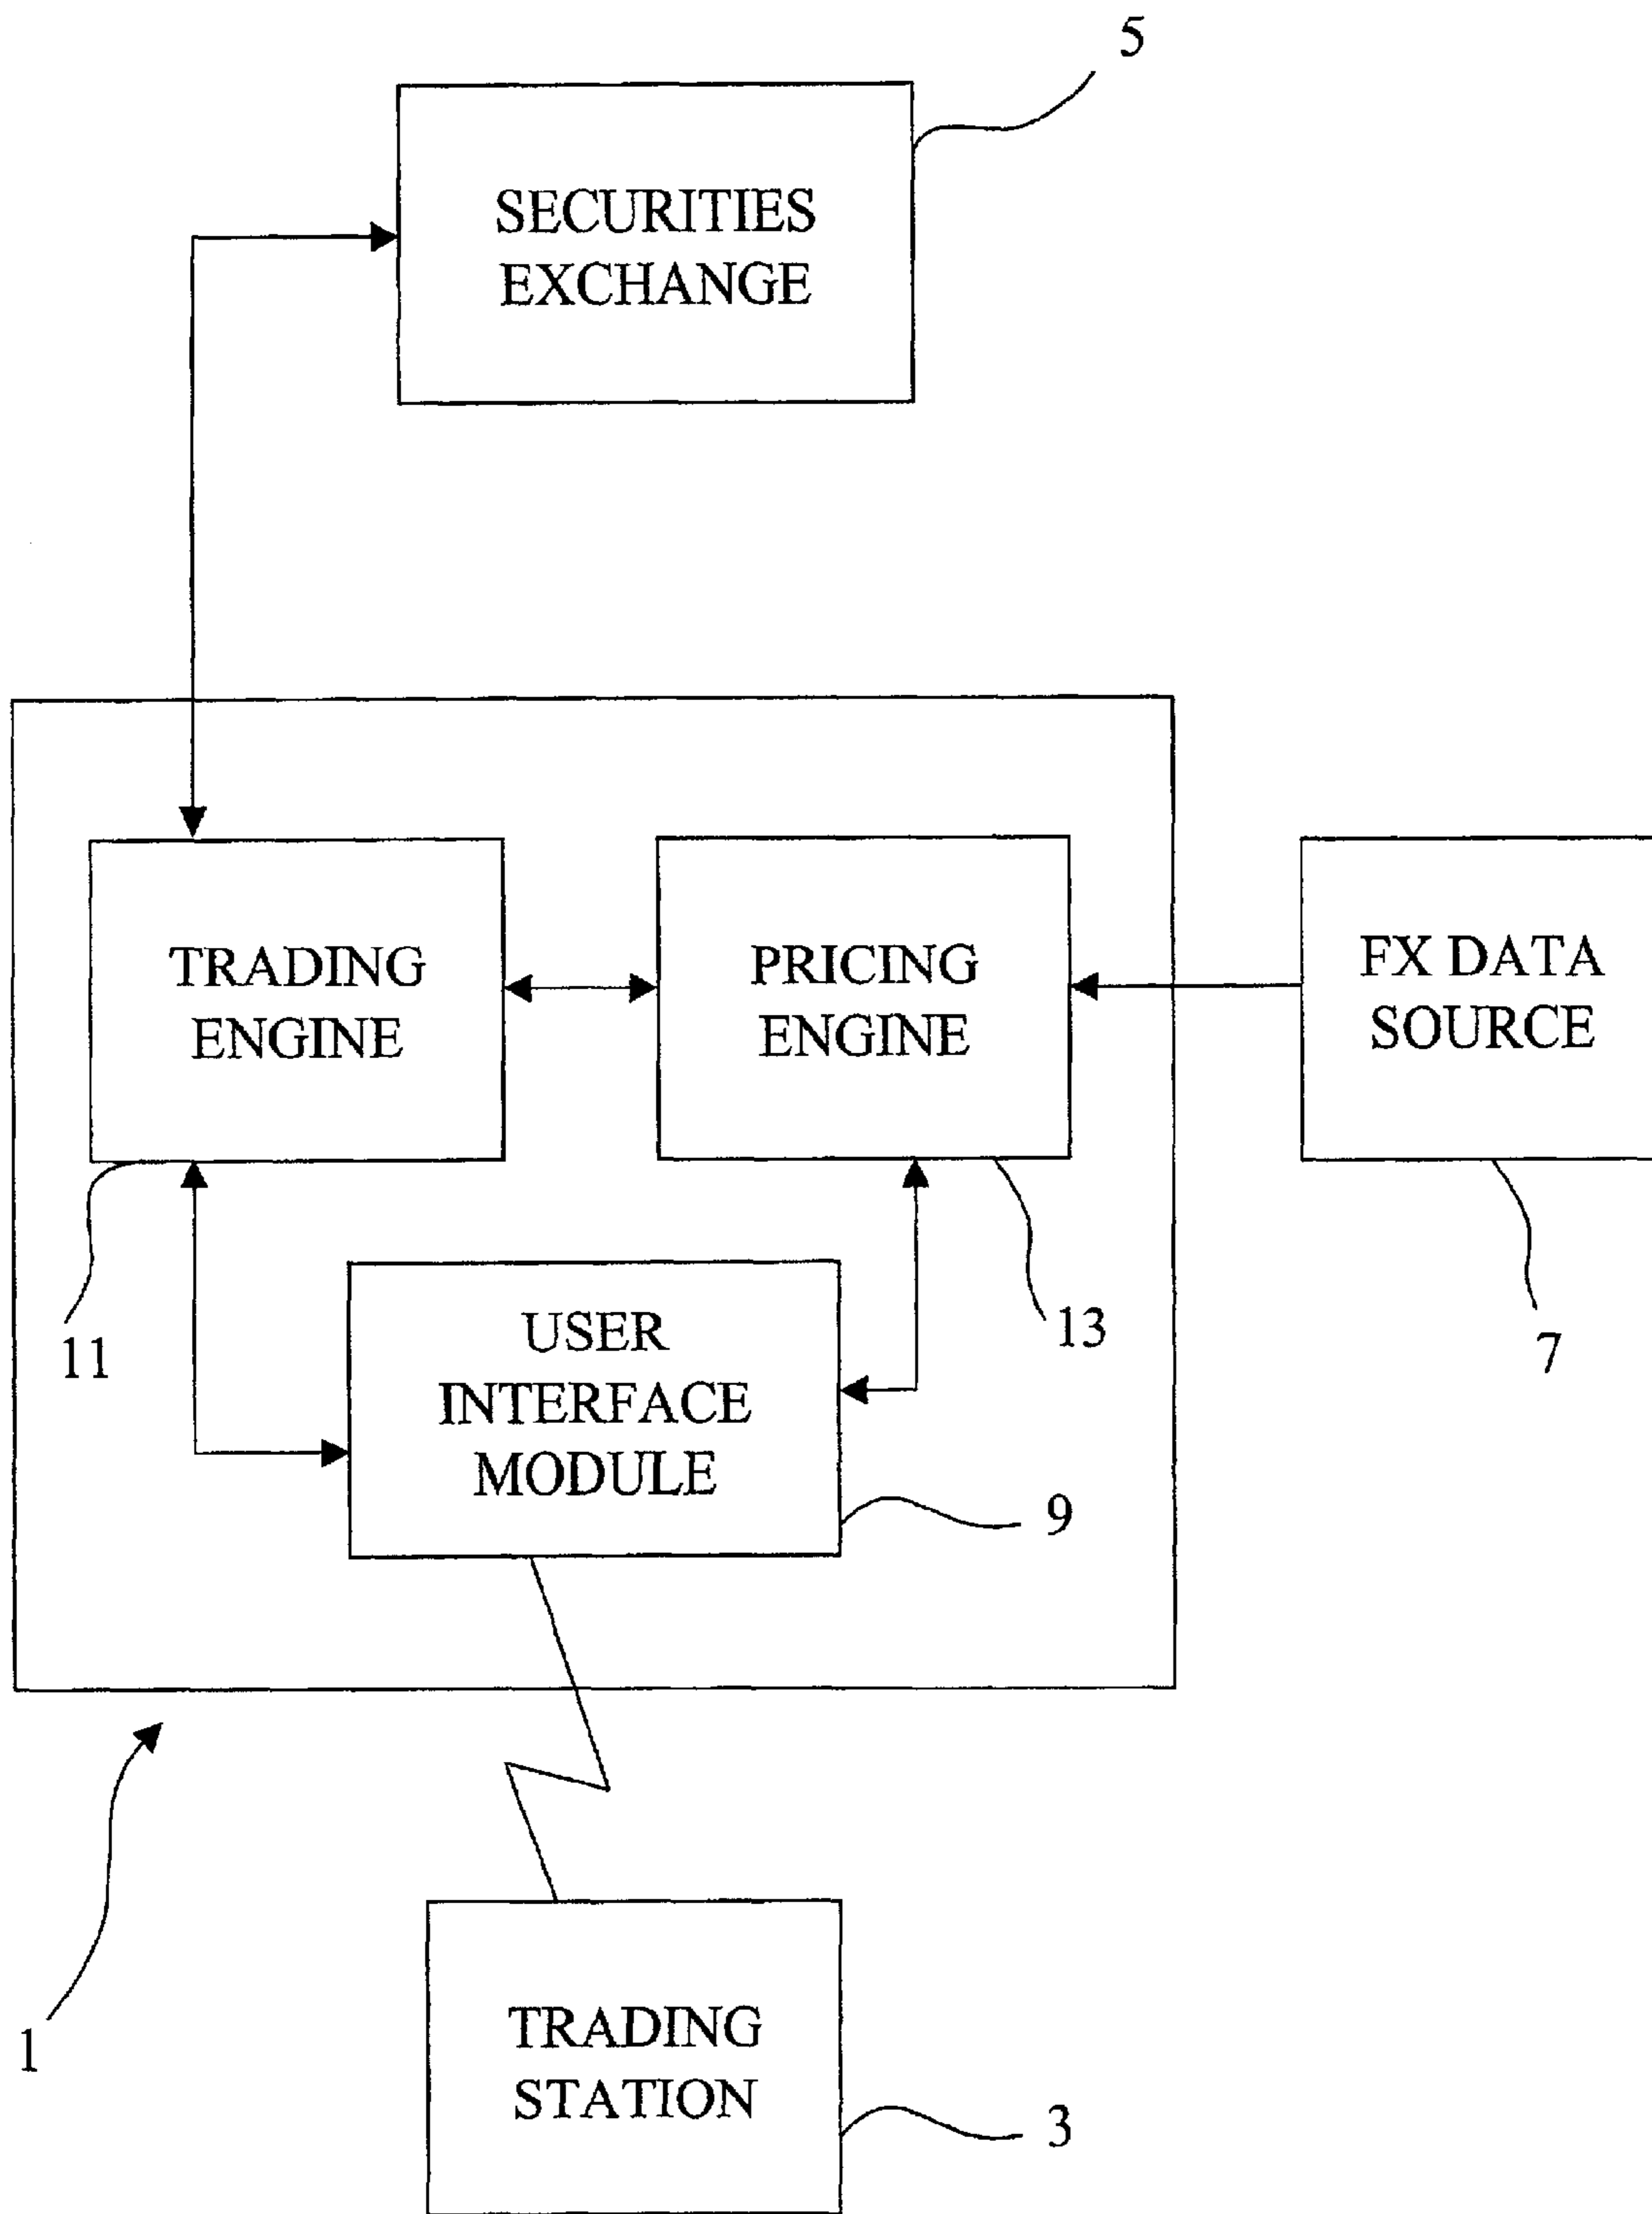 5
SECURITIES
EXCHANGE
TRADING
ENGINE
PRICING
ENGINE
FX DATA
SOURCE
11
13
7
USER
INTERFACE
MODULE
9
1
TRADING
STATION
3